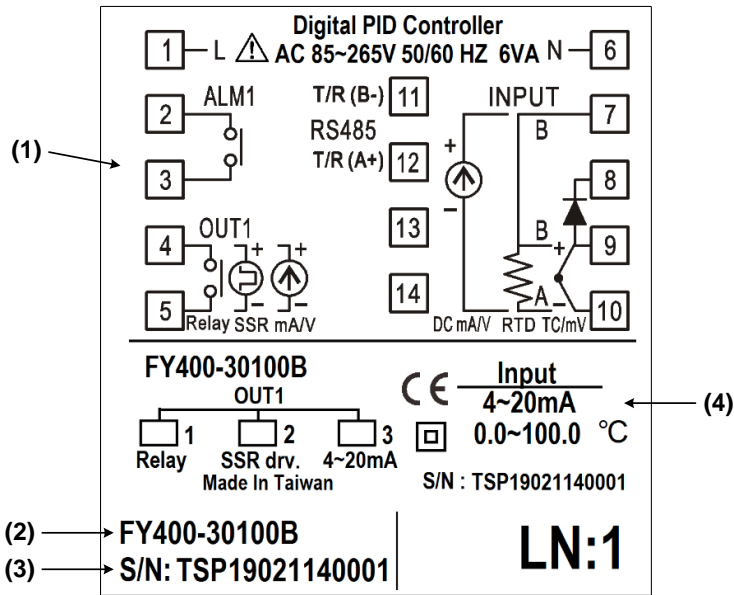 Digital PID Controller
1 L AC 85~265V 50/60 HZ 6VA N 6
2 ALM1 T/R (B-) 11 INPUT 7
RS485 B
(1) + 8
3 T/R (A+) 12
−
4 OUT1 13 B 9
+ + +
5 − − 14 A − 10
Relay SSR mA/V DC mA/V RTD TC/mV
FY400-30100B
OUT1
1 2 3
Relay SSR drv. 4~20mA
Made In Taiwan
CE Input
4~20mA (4)
0.0~100.0 °C
S/N : TSP19021140001
(2) FY400-30100B
(3) S/N: TSP19021140001
LN:1